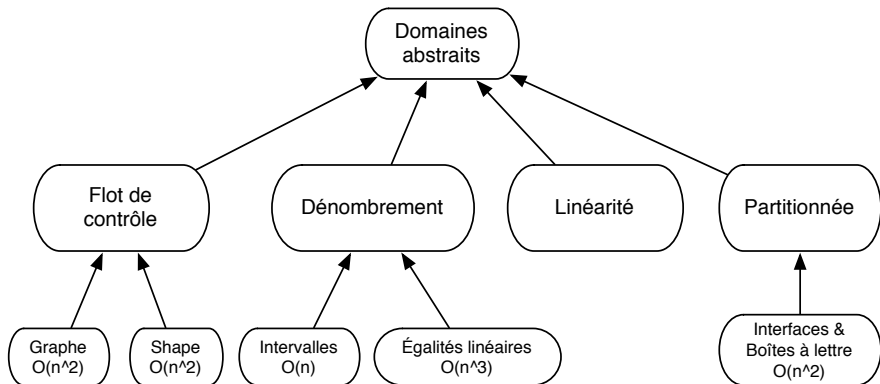 Domaines
abstraits
Flot de
contrôle
Dénombrement
Linéarité
Partitionnée
Graphe
O(n^2)
Shape
O(n^2)
Intervalles
O(n)
Égalités linéaires
O(n^3)
Interfaces &
Boîtes à lettre
O(n^2)